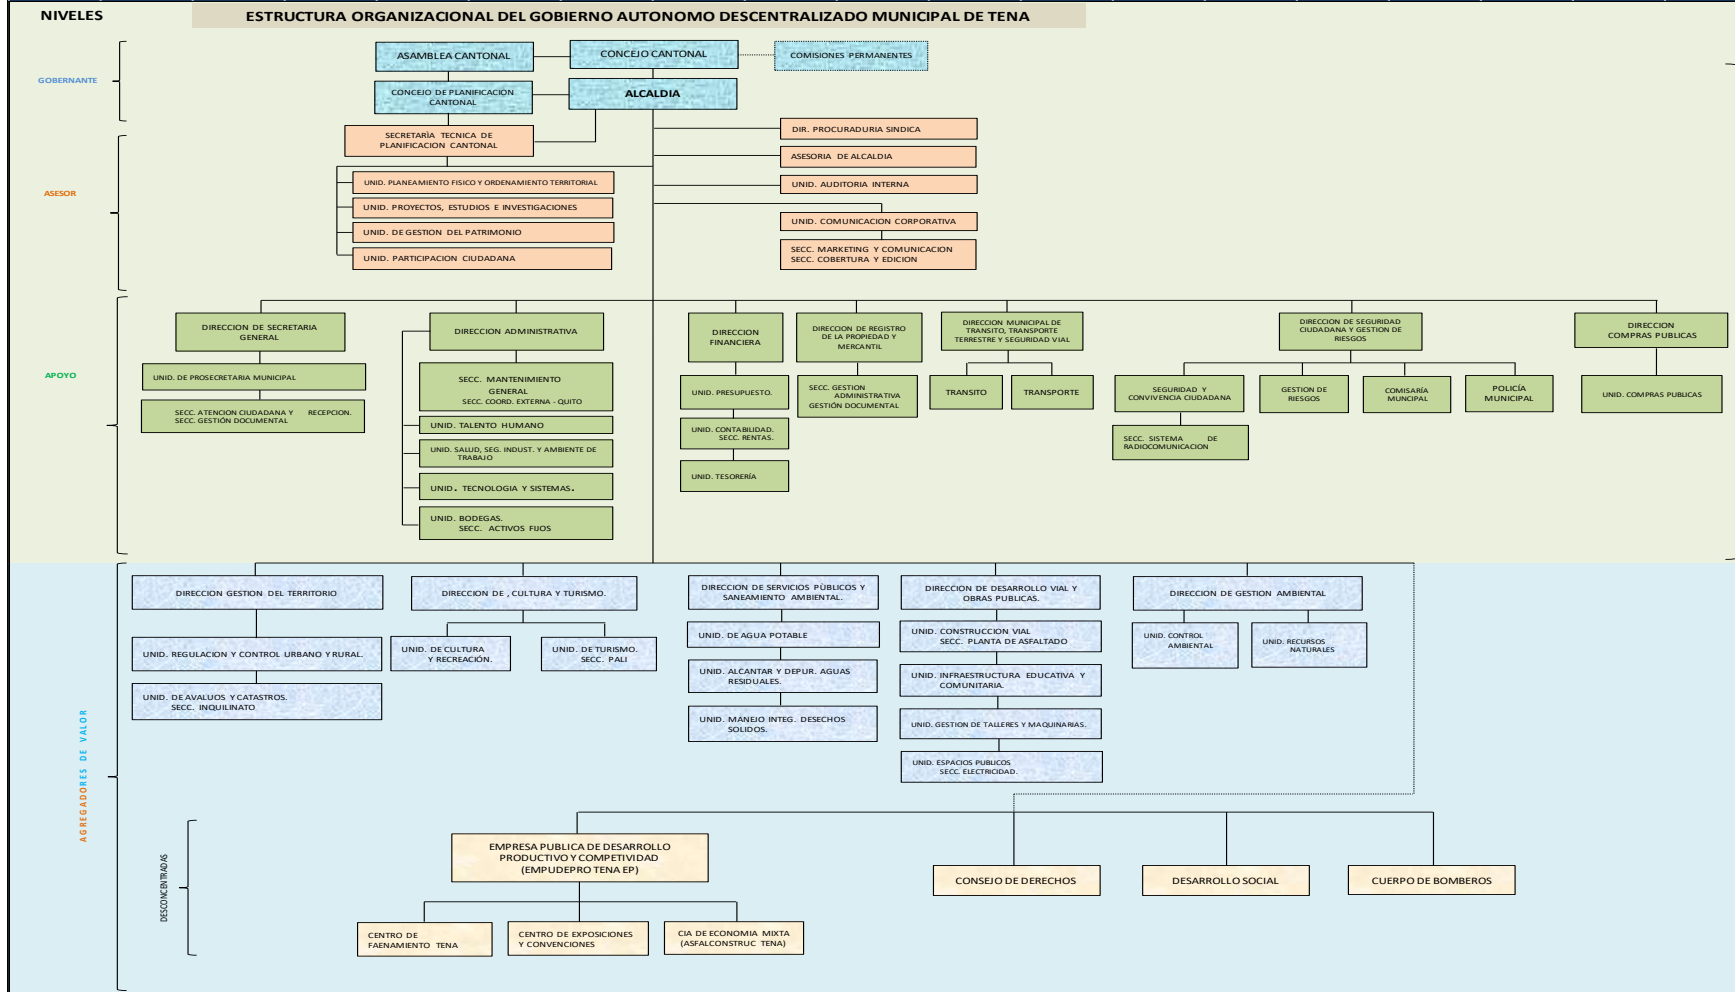 NIVELES
ESTRUCTURA ORGANIZACIONAL DEL GOBIERNO AUTONOMO DESCENTRALIZADO MUNICIPAL DE TENA
GOBERNANTE
ASAMBLEA CANTONAL
CONCEJO CANTONAL
COMISIONES PERMANENTES
CONCEJO DE PLANIFICACION
CANTONAL
ALCALDIA
ASESOR
SECRETARÌA TECNICA DE
PLANIFICACION CANTONAL
UNID. PLANEAMIENTO FISICO Y ORDENAMIENTO TERRITORIAL
UNID. PROYECTOS, ESTUDIOS E INVESTIGACIONES
UNID. DE GESTION DEL PATRIMONIO
UNID. PARTICIPACION CIUDADANA
DIR. PROCURADURIA SINDICA
ASESORIA DE ALCALDIA
UNID. AUDITORIA INTERNA
UNID. COMUNICACION CORPORATIVA
SECC. MARKETING Y COMUNICACION
SECC. COBERTURA Y EDICION
APOYO
DIRECCION DE SECRETARIA
GENERAL
UNID. DE PROSECRETARIA MUNICIPAL
SECC. ATENCION CIUDADANA Y RECEPCION.
SECC. GESTIÓN DOCUMENTAL
DIRECCION ADMINISTRATIVA
SECC. MANTENIMIENTO
GENERAL
SECC. COORD. EXTERNA - QUITO
UNID. TALENTO HUMANO
UNID. SALUD, SEG. INDUST. Y AMBIENTE DE
TRABAJO
UNID. TECNOLOGIA Y SISTEMAS.
UNID. BODEGAS.
SECC. ACTIVOS FIJOS
DIRECCION
FINANCIERA
UNID. PRESUPUESTO.
UNID. CONTABILIDAD.
SECC. RENTAS.
UNID. TESORERÍA
DIRECCION DE REGISTRO
DE LA PROPIEDAD Y
MERCANTIL
SECC. GESTION
ADMINISTRATIVA
GESTIÓN DOCUMENTAL
DIRECCION MUNICIPAL DE
TRANSITO, TRANSPORTE
TERRESTRE Y SEGURIDAD VIAL
TRANSITO
TRANSPORTE
DIRECCION DE SEGURIDAD
CIUDADANA Y GESTION DE
RIESGOS
SEGURIDAD Y
CONVIVENCIA CIUDADANA
SECC. SISTEMA DE
RADIOCOMUNICACION
GESTION DE
RIESGOS
COMISARÍA
MUNCIPAL
POLICÍA
MUNICIPAL
DIRECCION
COMPRAS PUBLICAS
UNID. COMPRAS PUBLICAS
AGREGADORES DE VALOR
DIRECCION GESTION DEL TERRITORIO
UNID. REGULACION Y CONTROL URBANO Y RURAL.
UNID. DE AVALUOS Y CATASTROS.
SECC. INQUILINATO
DIRECCION DE , CULTURA Y TURISMO.
UNID. DE CULTURA
Y RECREACIÓN.
UNID. DE TURISMO.
SECC. PALI
DIRECCION DE SERVICIOS PÙBLICOS Y
SANEAMIENTO AMBIENTAL.
UNID. DE AGUA POTABLE
UNID. ALCANTAR Y DEPUR. AGUAS
RESIDUALES.
UNID. MANEJO INTEG. DESECHOS
SOLIDOS.
DIRECCION DE DESARROLLO VIAL Y
OBRAS PUBLICAS.
UNID. CONSTRUCCION VIAL
SECC. PLANTA DE ASFALTADO
UNID. INFRAESTRUCTURA EDUCATIVA Y
COMUNITARIA.
UNID. GESTION DE TALLERES Y MAQUINARIAS.
UNID. ESPACIOS PUBLICOS
SECC. ELECTRICIDAD.
DIRECCION DE GESTION AMBIENTAL
UNID. CONTROL
AMBIENTAL
UNID. RECURSOS
NATURALES
DESCONCENTRADAS
EMPRESA PUBLICA DE DESARROLLO
PRODUCTIVO Y COMPETIVIDAD
(EMPUDEPRO TENA EP)
CENTRO DE
FAENAMIENTO TENA
CENTRO DE EXPOSICIONES
Y CONVENCIONES
CIA DE ECONOMIA MIXTA
(ASFALCONSTRUC TENA)
CONSEJO DE DERECHOS
DESARROLLO SOCIAL
CUERPO DE BOMBEROS